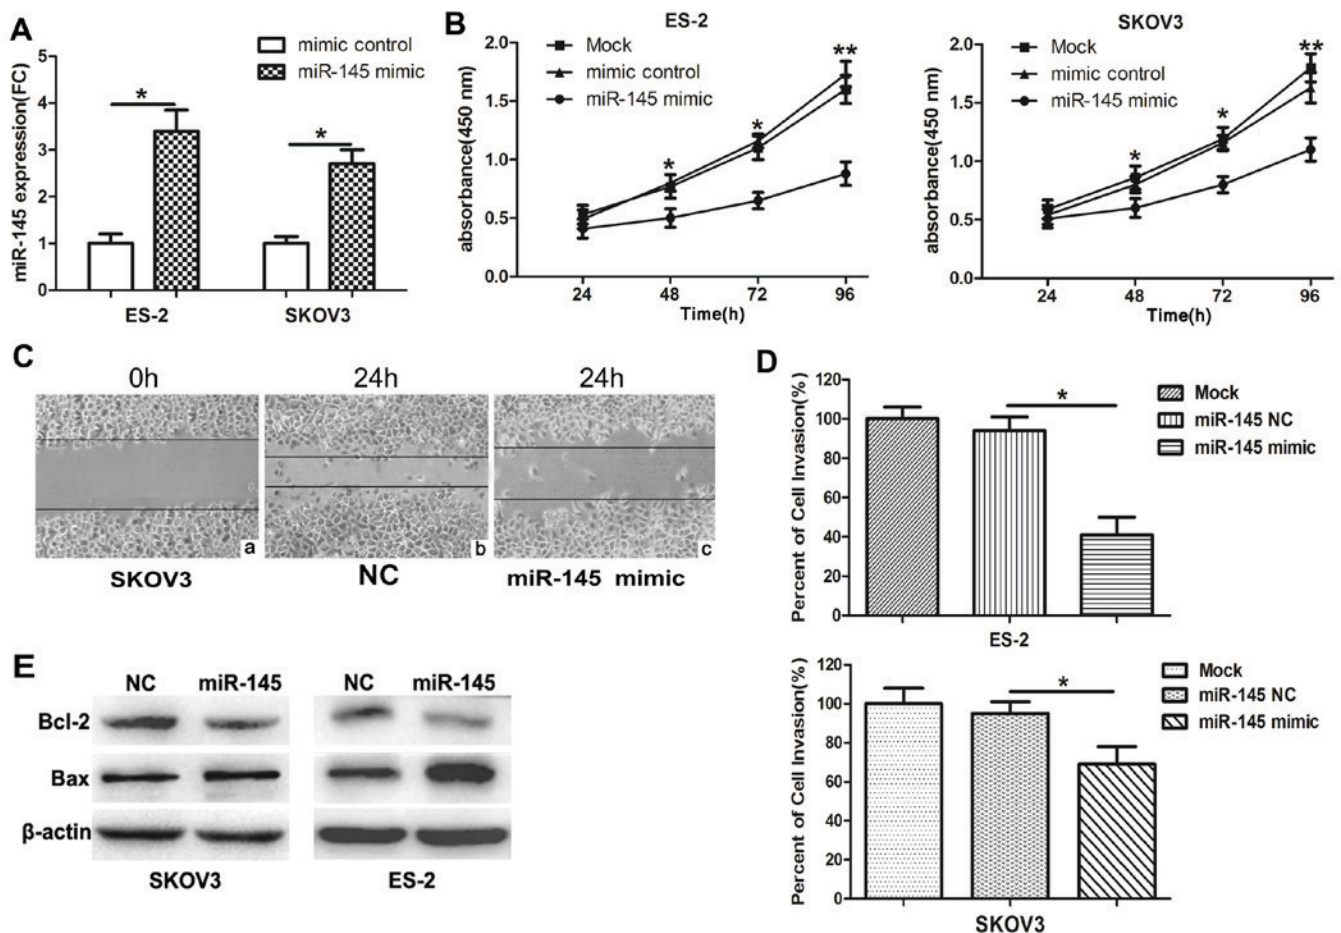 A
mimic control
miR-145 mimic
miR-145 expression(FC)
5
4
3
2
1
0
*
*
ES-2
SKOV3
B
ES-2
Mock
mimic control
miR-145 mimic
absorbance(450 nm)
2.0
1.5
1.0
0.5
0.0
*
*
**
24
48
72
96
Time(h)
SKOV3
Mock
mimic control
miR-145 mimic
absorbance(450 nm)
2.0
1.5
1.0
0.5
0.0
*
*
**
24
48
72
96
Time(h)
C
0h
24h
24h
a
b
c
SKOV3
NC
miR-145 mimic
D
Percent of Cell Invasion(%)
120
100
80
60
40
20
0
*
Mock
miR-145 NC
miR-145 mimic
ES-2
Percent of Cell Invasion(%)
120
100
80
60
40
20
0
*
Mock
miR-145 NC
miR-145 mimic
SKOV3
E
NC miR-145
NC miR-145
Bcl-2
Bax
β-actin
SKOV3
ES-2